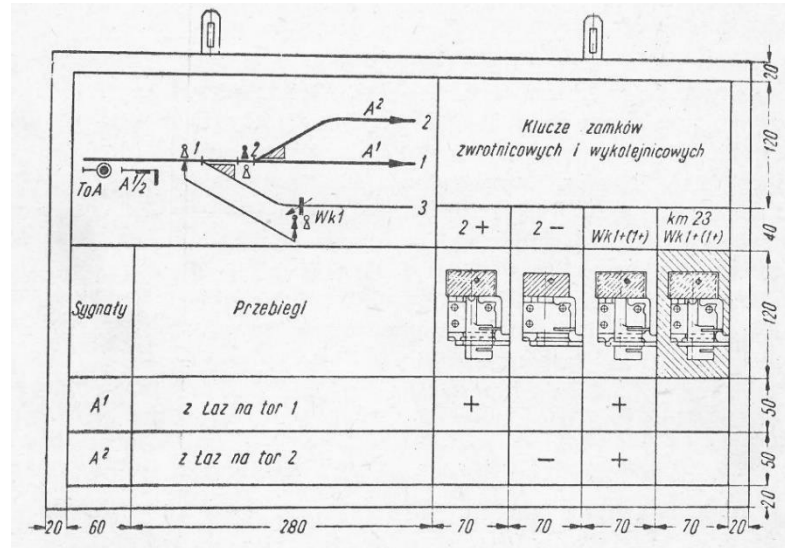 A²
2
1
2
A¹
1
ToA
A½
Wk1
3
Klucze zamków
zwrotnicowych i wykolejnicowych
2+
2-
Wk1+(1+)
km 23
Wk1+(1+)
Sygnały
Przebiegi
A¹
z Łaz na tor 1
+
+
A²
z Łaz na tor 2
-
+
20
120
40
120
50
50
20
20
60
280
70
70
70
70
20